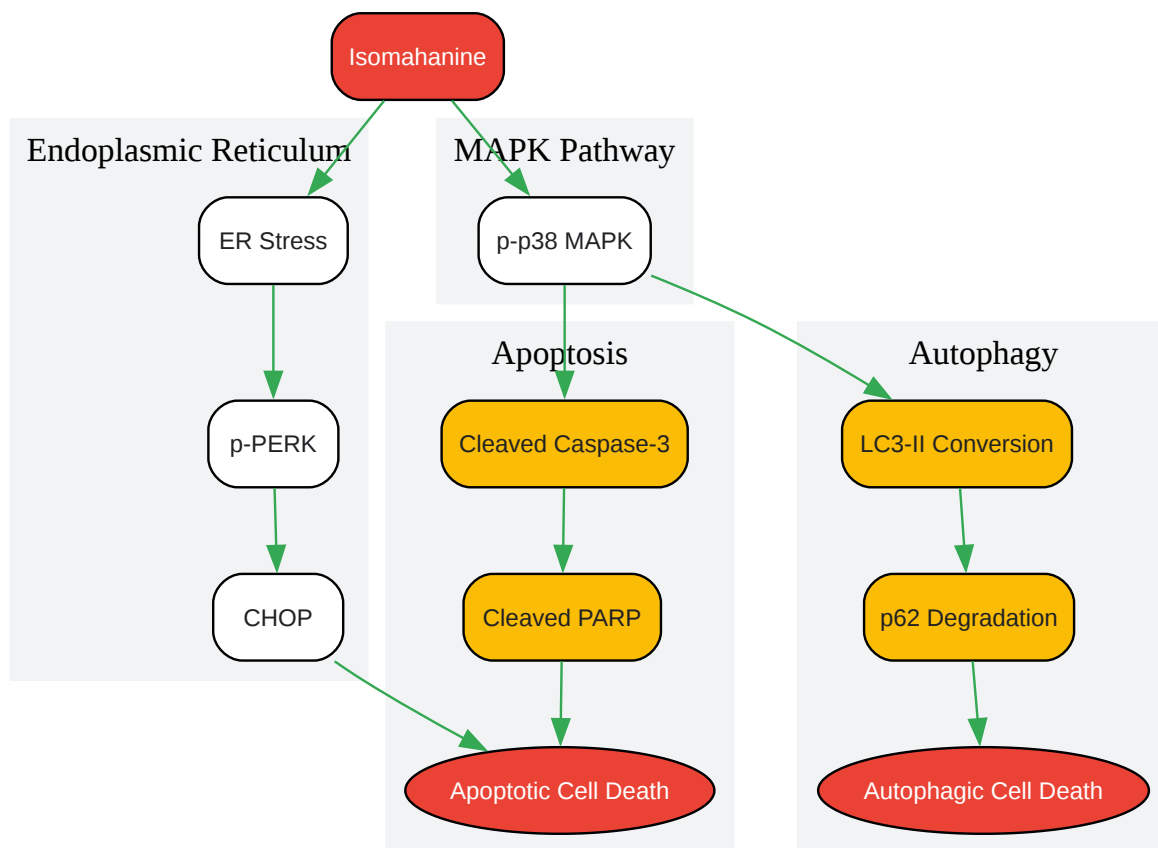 Isomahanine
Endoplasmic Reticulum
MAPK Pathway
ER Stress
p-p38 MAPK
Apoptosis
Autophagy
p-PERK
Cleaved Caspase-3
LC3-II Conversion
CHOP
Cleaved PARP
p62 Degradation
Apoptotic Cell Death
Autophagic Cell Death